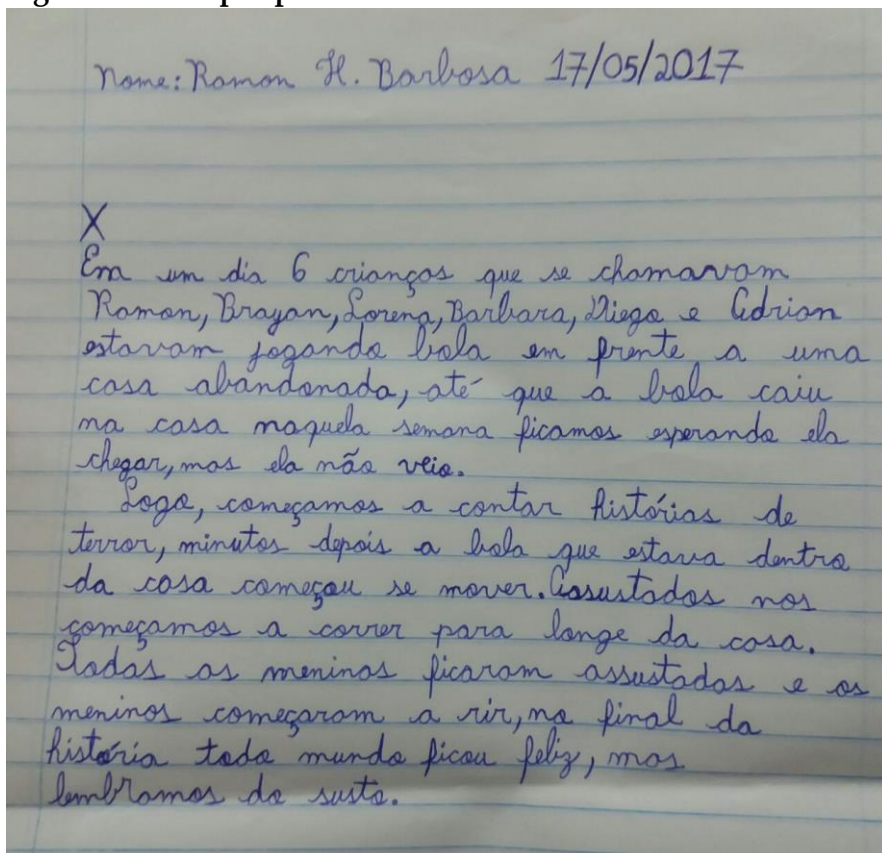 Nome: Ramon H. Barbosa 17/05/2017
X
Em um dia 6 crianças que se chamavam
Ramon, Brayan, Lorena, Barbara, Diego e Adrian
estavam jogando bola em frente a uma
casa abandonada, até que a bola caiu
na casa naquela semana ficamos esperando ela
chegar, mas ela não veio.
Logo, começamos a contar histórias de
terror, minutos depois a bola que estava dentro
da casa começou se mover. Assustados nos
começamos a correr para longe da casa.
Todas as meninas ficaram assustadas e os
meninos começaram a rir, no final da
história todo mundo ficou feliz, mas
lembramos do susto.